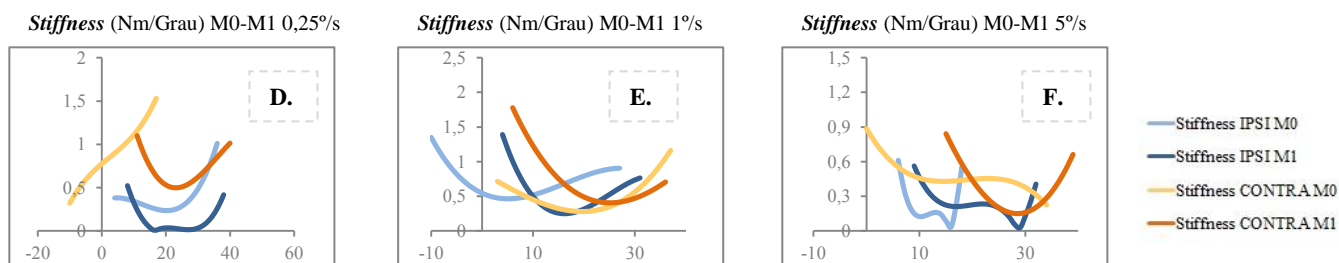 Stiffness (Nm/Grau) M0-M1 0,25º/s
2
1,5
1
0,5
0
-20 0 20 40 60
D.
Stiffness (Nm/Grau) M0-M1 1º/s
2,5
2
1,5
1
0,5
0
-10 10 30
E.
Stiffness (Nm/Grau) M0-M1 5º/s
1,5
1,2
0,9
0,6
0,3
0
-10 10 30
F.
Stiffness IPSI M0
Stiffness IPSI M1
Stiffness CONTRA M0
Stiffness CONTRA M1